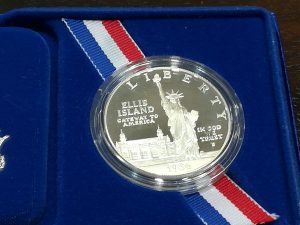 LIBERTY
ELLIS
ISLAND
GATEWAY TO
AMERICA
IN GOD
WE
TRUST